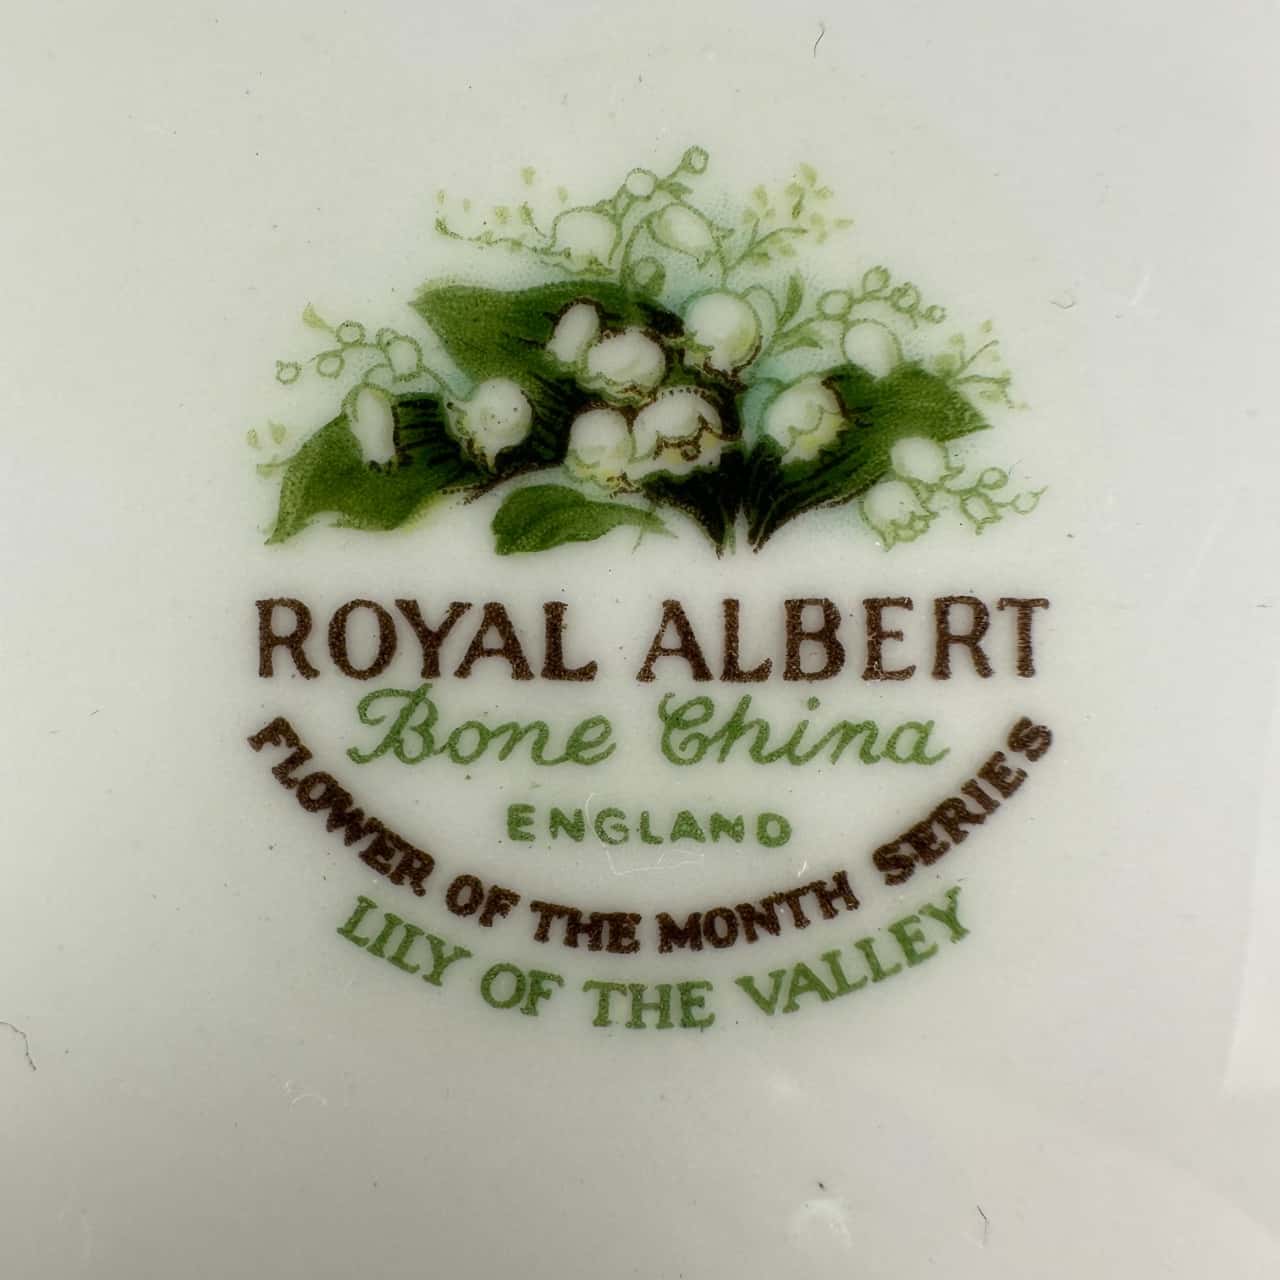 ROYAL ALBERT
Bone China
ENGLAND
FLOWER OF THE MONTH SERIES
LILY OF THE VALLEY